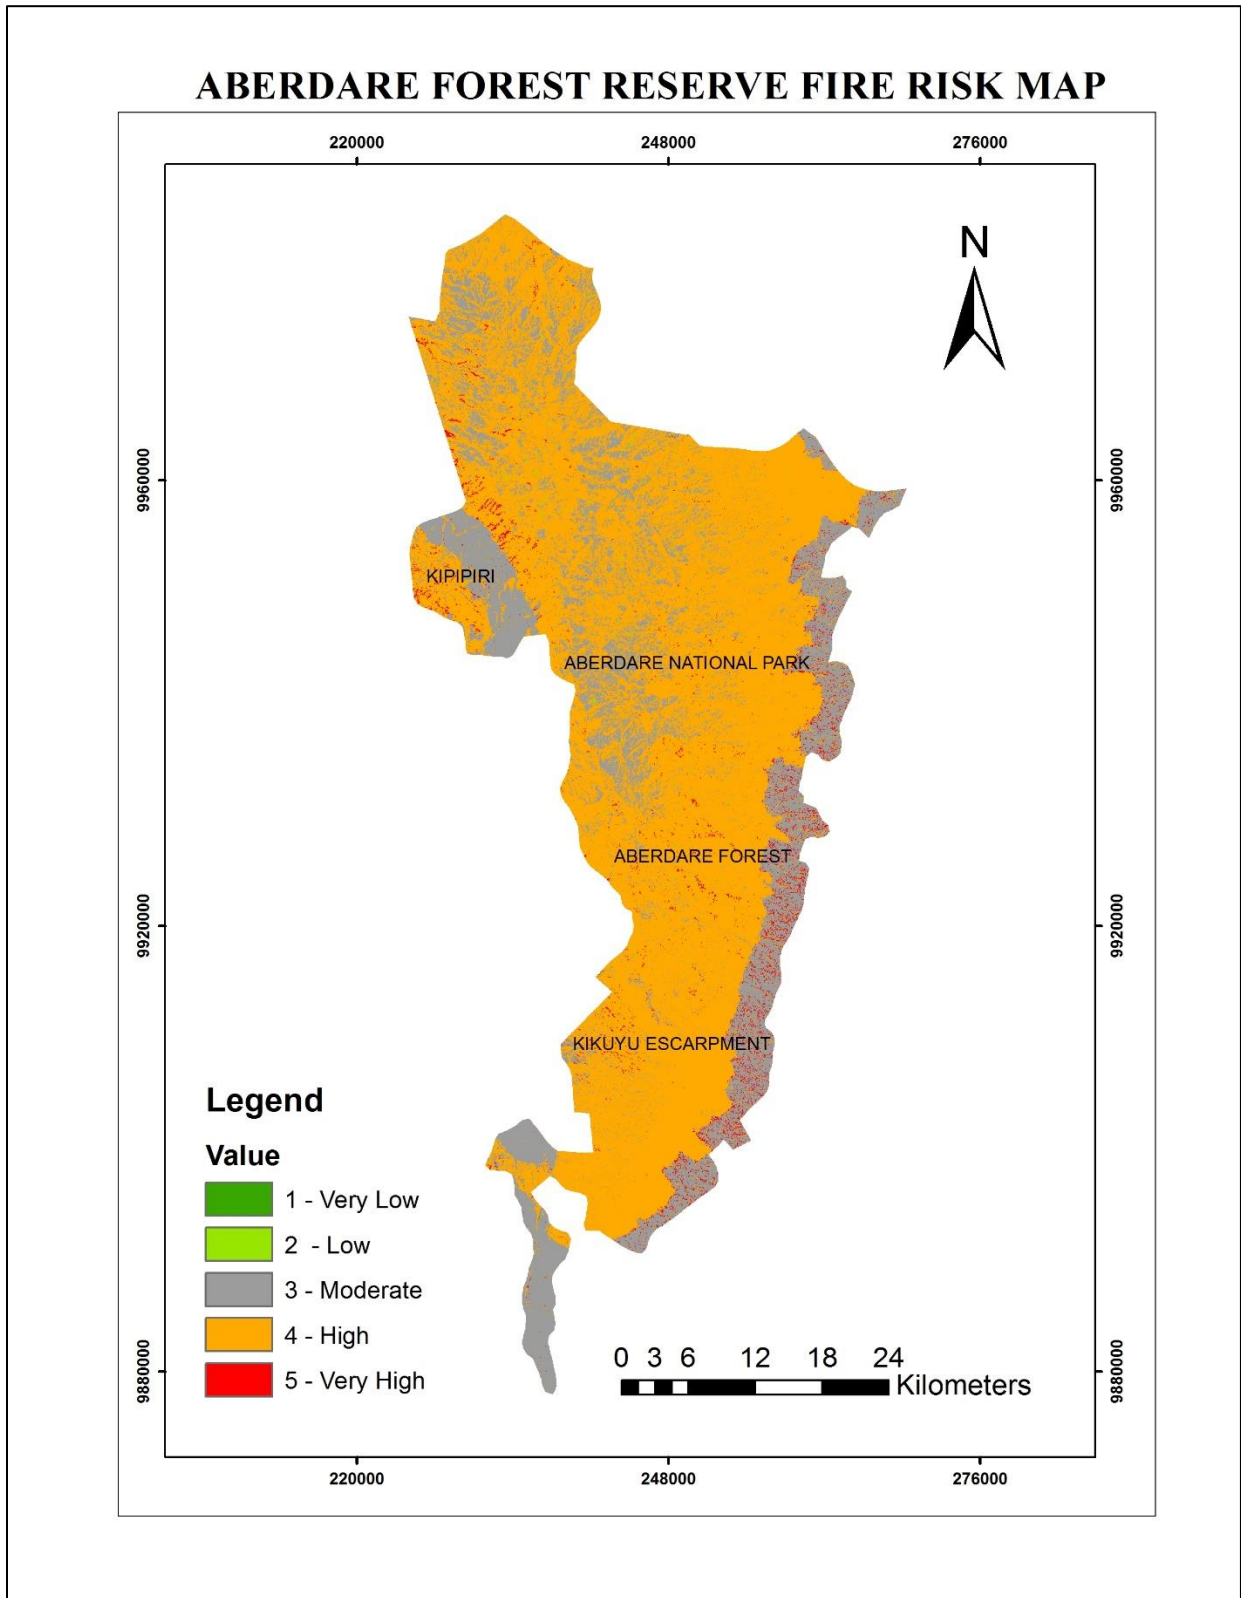 ABERDARE FOREST RESERVE FIRE RISK MAP
220000 248000 276000
N
9960000 9960000
KIPIPIRI
ABERDARE NATIONAL PARK
ABERDARE FOREST
9920000 9920000
KIKUYU ESCARPMENT
Legend
Value
1 - Very Low
2 - Low
3 - Moderate
4 - High
5 - Very High
9880000 9880000
0 3 6 12 18 24
Kilometers
220000 248000 276000